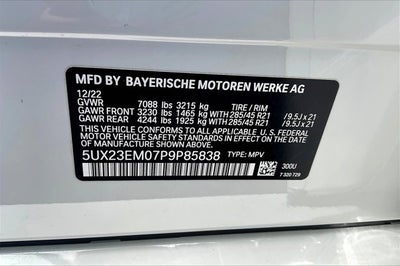 MFD BY BAYERISCHE MOTOREN WERKE AG
12/22
GVWR 7088 lbs 3215 kg TIRE / RIM
GAWR FRONT 3230 lbs 1465 kg WITH 285/45 R21 /9.5J x 21
GAWR REAR 4244 lbs 1925 kg WITH 285/45 R21 /9.5J x 21
THIS VEHICLE CONFORMS TO ALL APPLICABLE U.S. FEDERAL
MOTOR VEHICLE SAFETY STANDARDS IN EFFECT ON THE
DATE OF MANUFACTURE SHOWN ABOVE.
5UX23EM07P9P85838 TYPE: MPV
300U
7 320 729